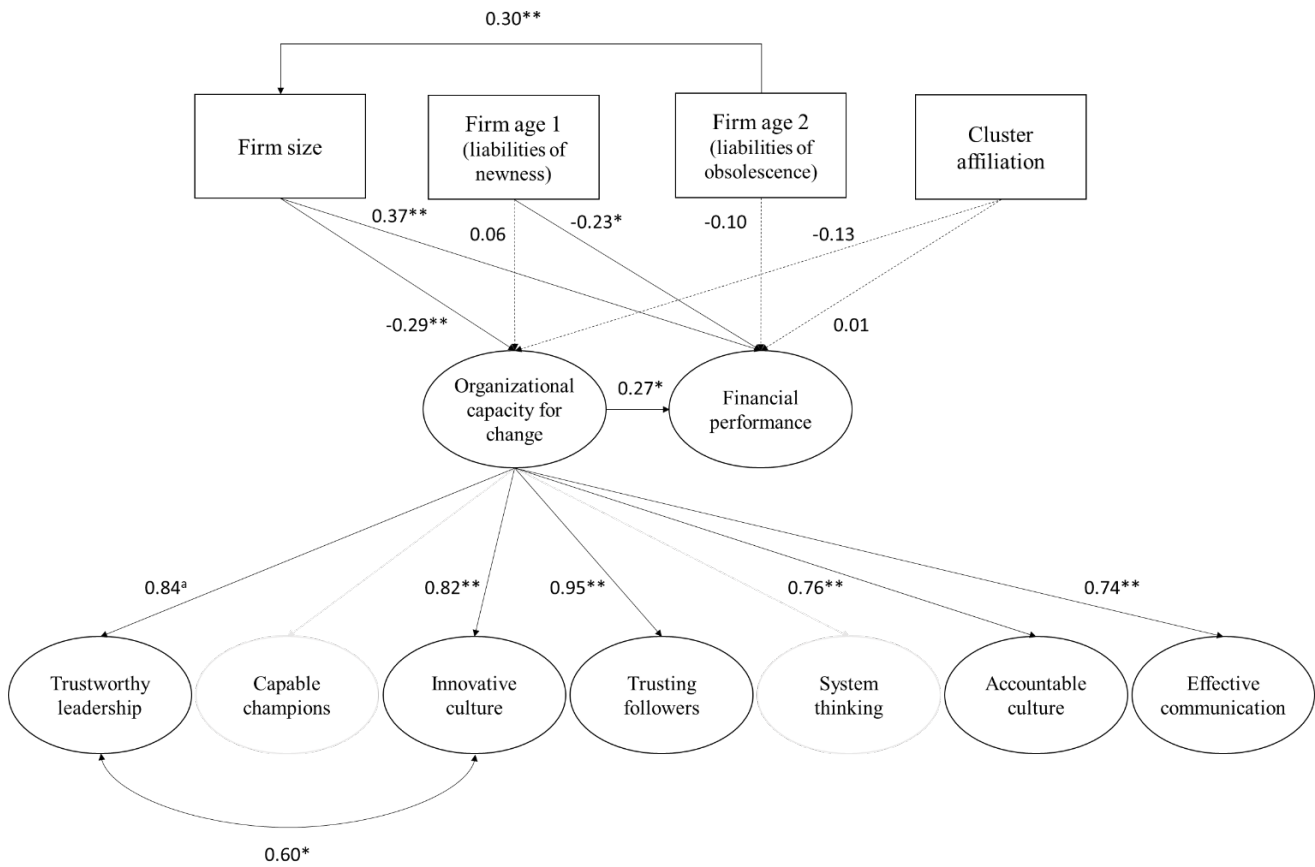 0.30**
Firm size
Firm age 1
(liabilities of
newness)
Firm age 2
(liabilities of
obsolescence)
Cluster
affiliation
0.37**
0.06
-0.23*
-0.10
-0.13
-0.29**
0.01
Organizational
capacity for
change
0.27*
Financial
performance
0.84ᵃ
0.82**
0.95**
0.76**
0.74**
Trustworthy
leadership
Capable
champions
Innovative
culture
Trusting
followers
System
thinking
Accountable
culture
Effective
communication
0.60*